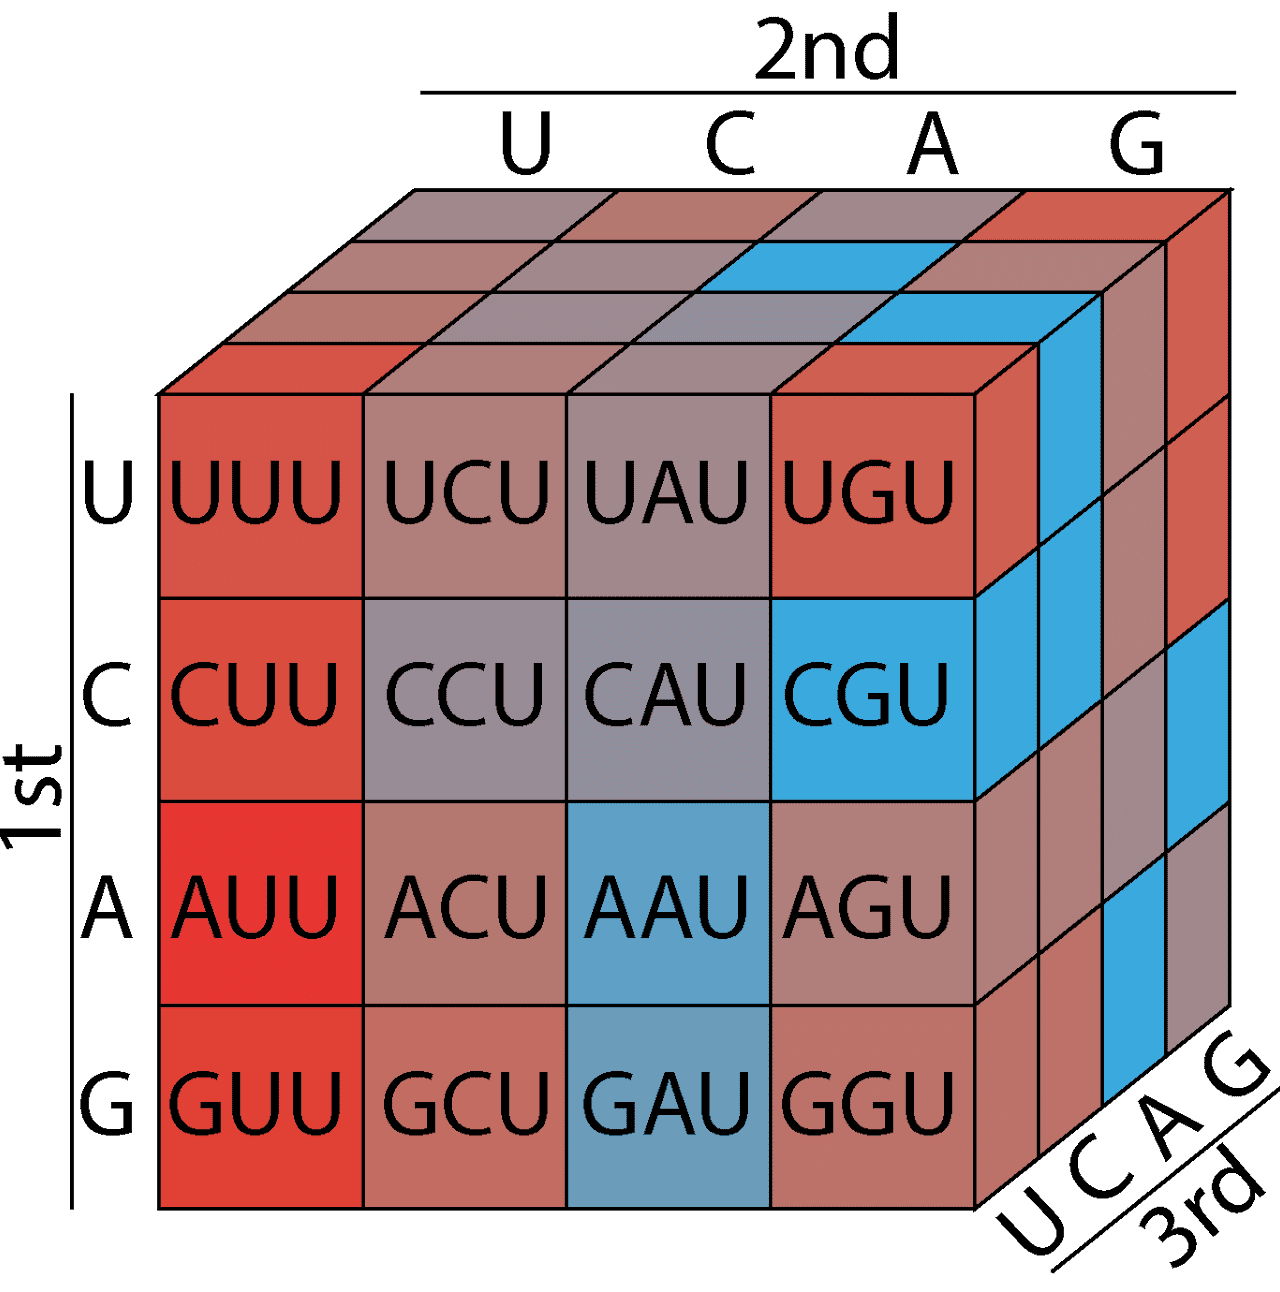 2nd
U C A G
1st
U UUU UCU UAU UGU
C CUU CCU CAU CGU
A AUU ACU AAU AGU
G GUU GCU GAU GGU
U C A G
3rd